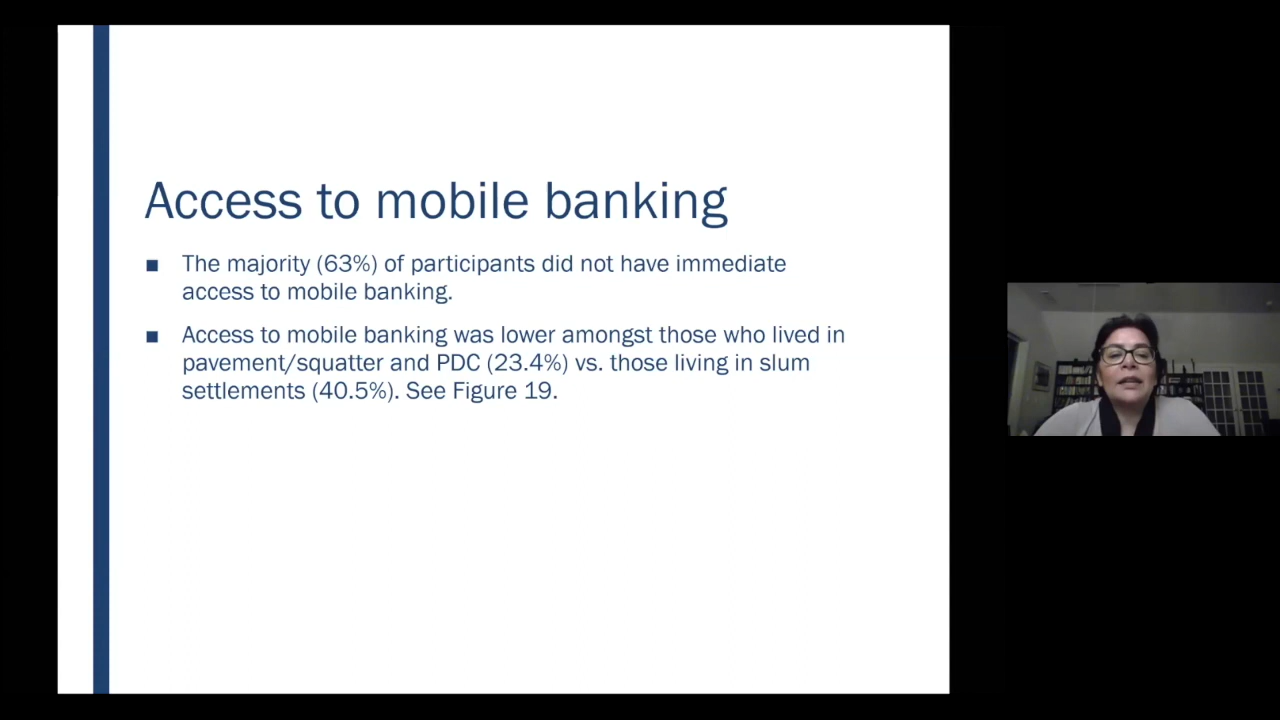 Access to mobile banking
■ The majority (63%) of participants did not have immediate
access to mobile banking.
■ Access to mobile banking was lower amongst those who lived in
pavement/squatter and PDC (23.4%) vs. those living in slum
settlements (40.5%). See Figure 19.